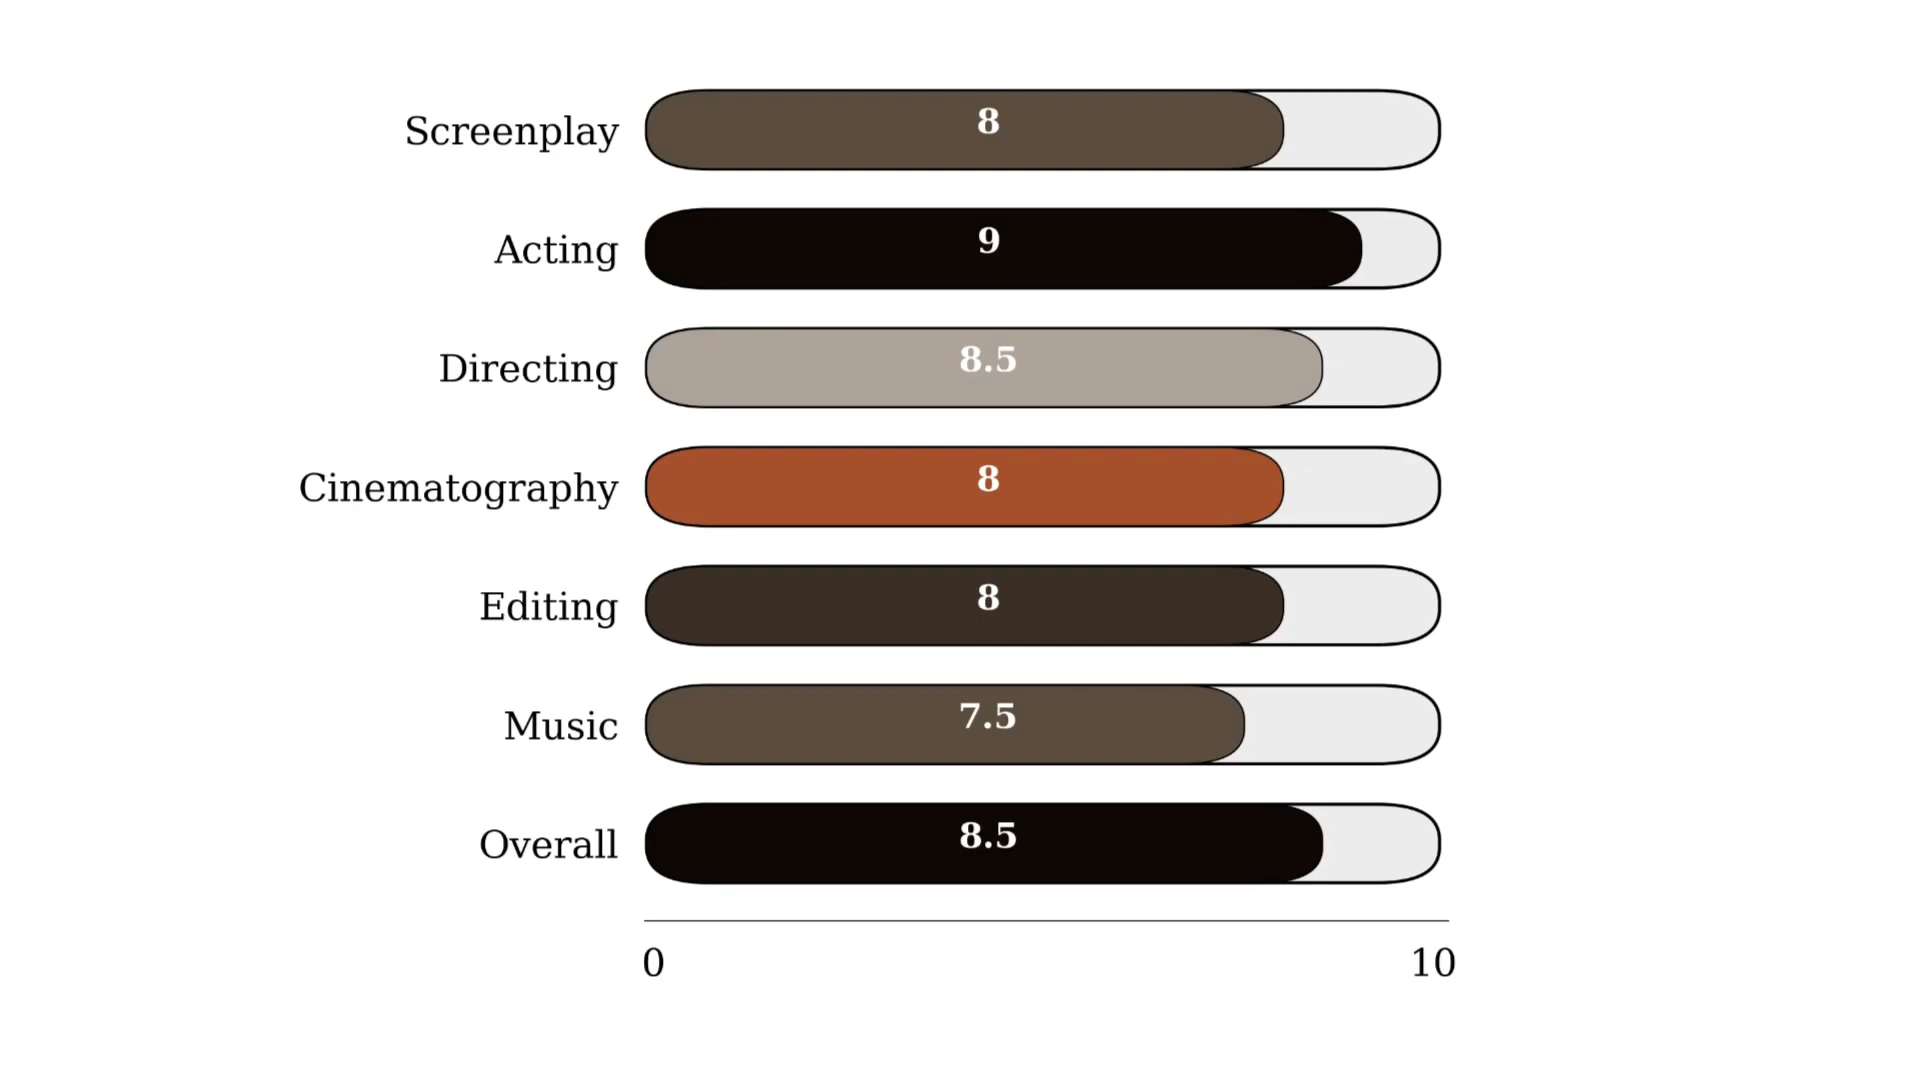 Screenplay 8
Acting 9
Directing 8.5
Cinematography 8
Editing 8
Music 7.5
Overall 8.5
0 10